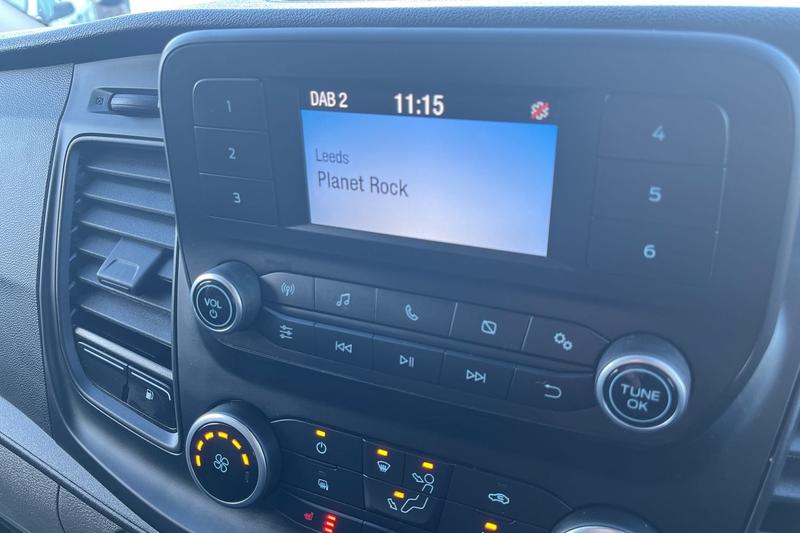 DAB 2 11:15
Leeds
Planet Rock
1
2
3
4
5
6
VOL
TUNE
OK